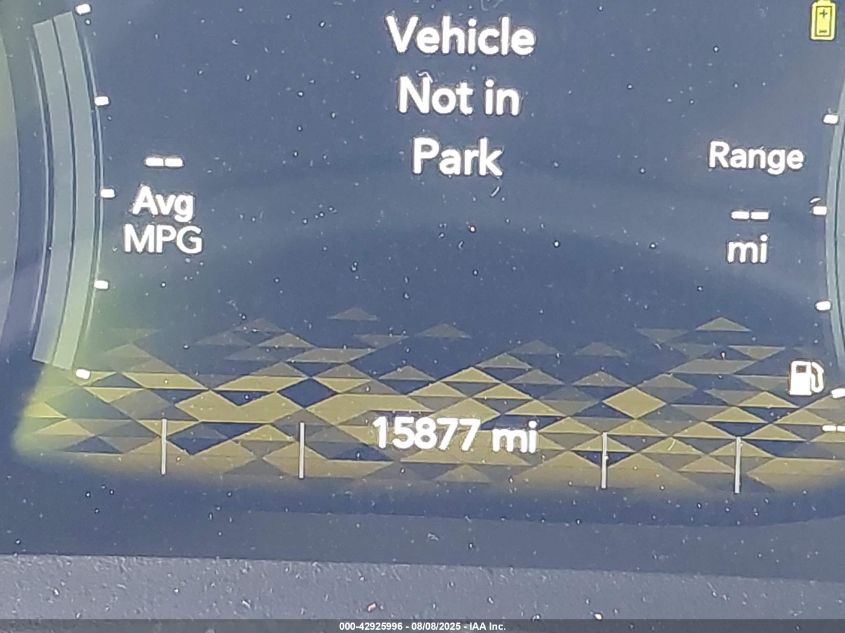 Vehicle
Not in
Park
--
Avg
MPG
Range
--
mi
15877 mi
000-42925996 - 08/08/2025 - IAA Inc.